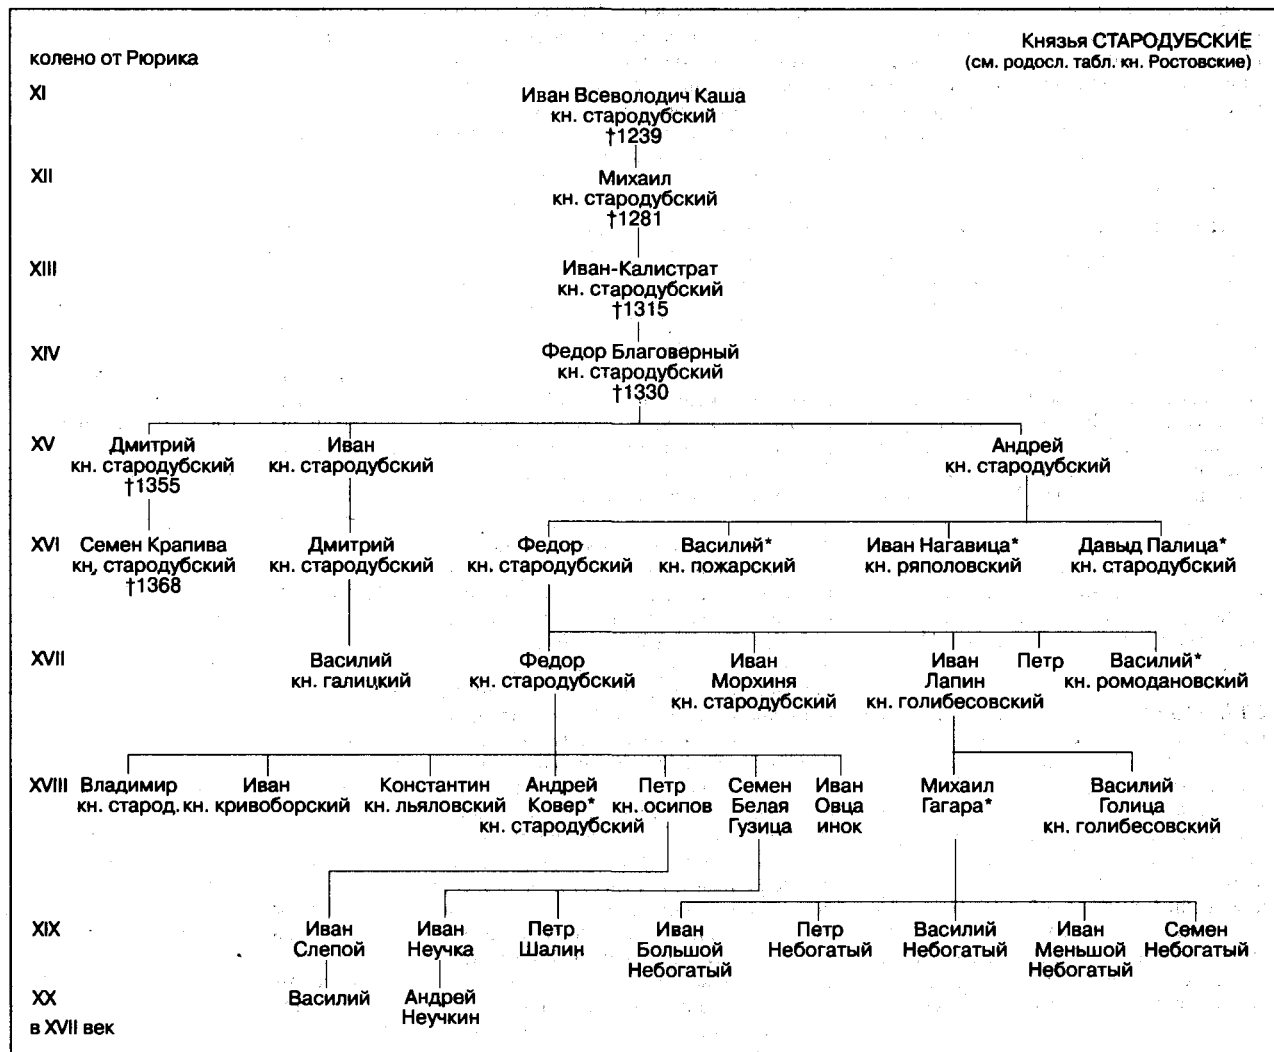 Князья СТАРОДУБСКИЕ
колено от Рюрика
(см. родосл. табл. кн. Ростовские)
XI
Иван Всеволодич Каша
кн. стародубский
†1239
XII
Михаил
кн. стародубский
†1281
XIII
Иван-Калистрат
кн. стародубский
†1315
XIV
Федор Благоверный
кн. стародубский
†1330
XV
Дмитрий
кн. стародубский
†1355
Иван
кн. стародубский
Андрей
кн. стародубский
XVI
Семен Крапива
кн, стародубский
†1368
Дмитрий
кн. стародубский
Федор
кн. стародубский
Василий*
кн. пожарский
Иван Нагавица*
кн. ряполовский
Давыд Палица*
кн. стародубский
XVII
Василий
кн. галицкий
Федор
кн. стародубский
Иван
Морхиня
кн. стародубский
Иван
Лапин
кн. голибесовский
Петр
Василий*
кн. ромодановский
XVIII
Владимир
кн. старод.
Иван
кн. кривоборский
Константин
кн. льяловский
Андрей
Ковер*
кн. стародубский
Петр
кн. осипов
Семен
Белая
Гузица
Иван
Овца
инок
Михаил
Гагара*
Василий
Голица
кн. голибесовский
XIX
Иван
Слепой
Иван
Неучка
Петр
Шалин
Иван
Большой
Небогатый
Петр
Небогатый
Василий
Небогатый
Иван
Меньшой
Небогатый
Семен
Небогатый
XX
Василий
Андрей
Неучкин
в XVII век